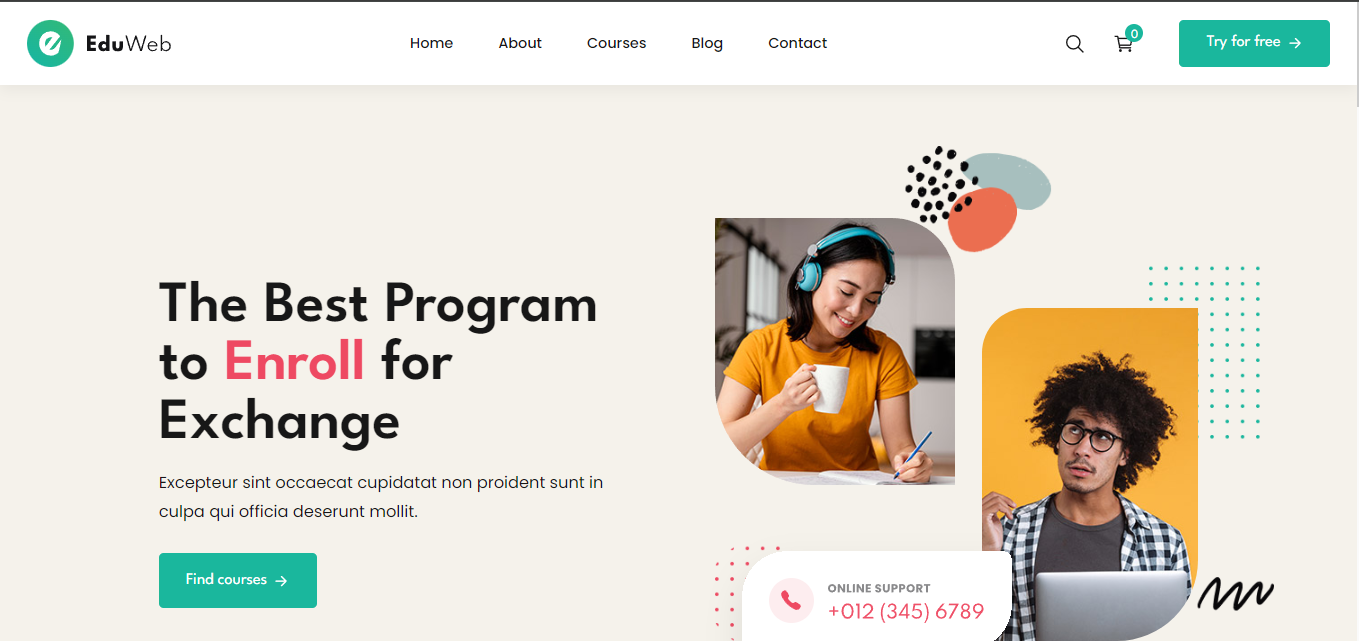 EduWeb
Home
About
Courses
Blog
Contact
0
Try for free →
The Best Program
to Enroll for
Exchange
Excepteur sint occaecat cupidatat non proident sunt in
culpa qui officia deserunt mollit.
Find courses →
ONLINE SUPPORT
+012 (345) 6789